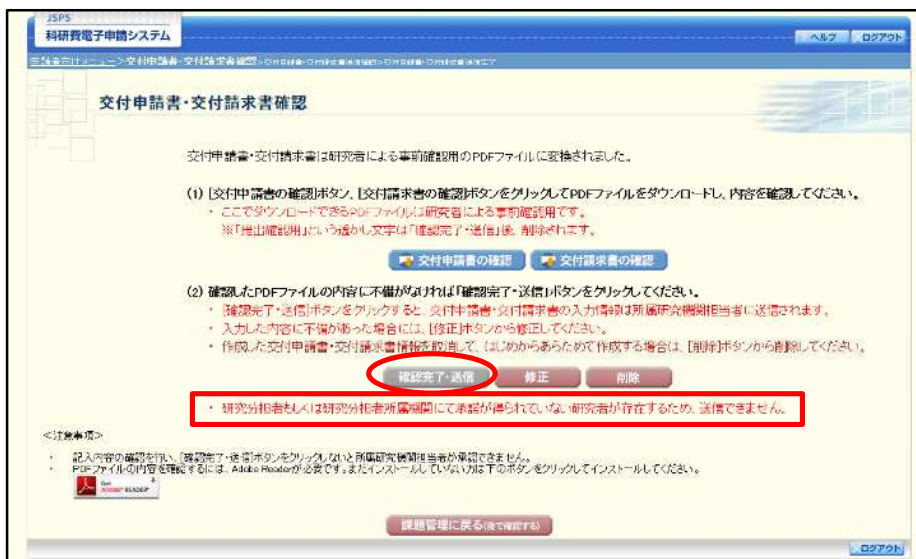 JSPS
科研費電子申請システム
ヘルプ ログアウト
申請者向けメニュー>交付申請書・交付請求書確認>
交付申請書・交付請求書確認
交付申請書・交付請求書は研究者による事前確認用のPDFファイルに変換されました。
(1) [交付申請書の確認]ボタン、[交付請求書の確認]ボタンをクリックしてPDFファイルをダウンロードし、内容を確認してください。
・ ここでダウンロードできるPDFファイルは研究者による事前確認用です。
※「提出確認用」という透かし文字は「確認完了・送信」後、削除されます。
交付申請書の確認 交付請求書の確認
(2) 確認したPDFファイルの内容に不備がなければ「確認完了・送信」ボタンをクリックしてください。
・ [確認完了・送信]ボタンをクリックすると、交付申請書・交付請求書の入力情報は所属研究機関担当者に送信されます。
・ 入力した内容に不備があった場合には、[修正]ボタンから修正してください。
・ 作成した交付申請書・交付請求書情報を取消して、はじめからあらためて作成する場合は、[削除]ボタンから削除してください。
確認完了・送信 修正 削除
・ 研究分担者もしくは研究分担者所属機関にて承諾が得られていない研究者が存在するため、送信できません。
<注意事項>
・ 記入内容の確認を行い、[確認完了・送信]ボタンをクリックしないと所属研究機関担当者が承認できません。
・ PDFファイルの内容を確認するには、Adobe Readerが必要です。まだインストールしていない方は下のボタンをクリックしてインストールしてください。
Get
ADOBE® READER®
課題管理に戻る(後で確認する)
ログアウト